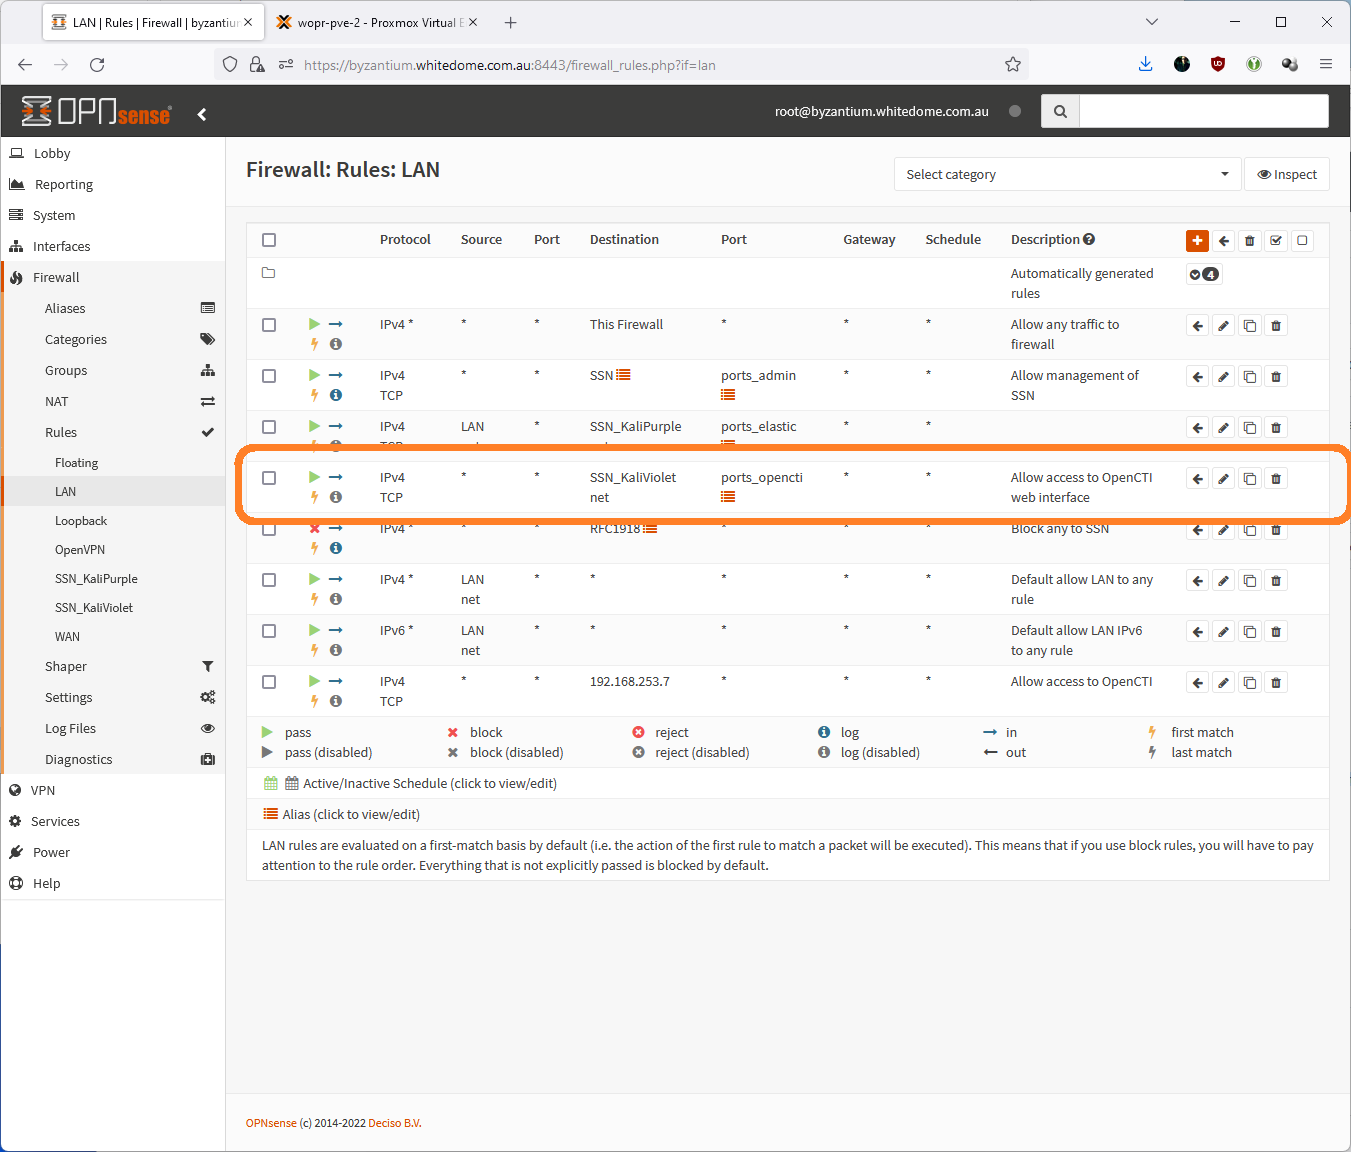 LAN | Rules | Firewall | byzantiun
wopr-pve-2 - Proxmox Virtual E
https://byzantium.whitedome.com.au:8443/firewall_rules.php?if=lan
OPNsense
root@byzantium.whitedome.com.au
Lobby
Reporting
System
Interfaces
Firewall
Aliases
Categories
Groups
NAT
Rules
Floating
LAN
Loopback
OpenVPN
SSN_KaliPurple
SSN_KaliViolet
WAN
Shaper
Settings
Log Files
Diagnostics
VPN
Services
Power
Help
Firewall: Rules: LAN
Select category
Inspect
Protocol Source Port Destination Port Gateway Schedule Description
Automatically generated 4
rules
IPv4 * * * This Firewall * * * Allow any traffic to
firewall
IPv4 * * SSN ports_admin * * Allow management of
TCP SSN
IPv4 LAN * SSN_KaliPurple ports_elastic * *
IPv4 * * SSN_KaliViolet ports_opencti * * Allow access to OpenCTI
TCP net web interface
IPv4 * * * RFC1918 * * * Block any to SSN
IPv4 * LAN * * * * * Default allow LAN to any
net rule
IPv6 * LAN * * * * * Default allow LAN IPv6
net to any rule
IPv4 * * 192.168.253.7 * * * Allow access to OpenCTI
TCP
pass block reject log in first match
pass (disabled) block (disabled) reject (disabled) log (disabled) out last match
Active/Inactive Schedule (click to view/edit)
Alias (click to view/edit)
LAN rules are evaluated on a first-match basis by default (i.e. the action of the first rule to match a packet will be executed). This means that if you use block rules, you will have to pay
attention to the rule order. Everything that is not explicitly passed is blocked by default.
OPNsense (c) 2014-2022 Deciso B.V.